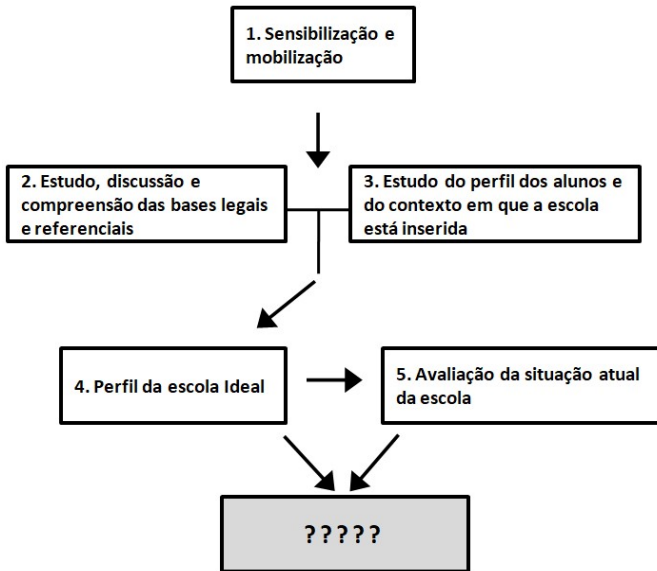 1. Sensibilização e
mobilização
2. Estudo, discussão e
compreensão das bases legais
e referenciais
3. Estudo do perfil dos alunos e
do contexto em que a escola
está inserida
4. Perfil da escola Ideal
5. Avaliação da situação atual
da escola
?????